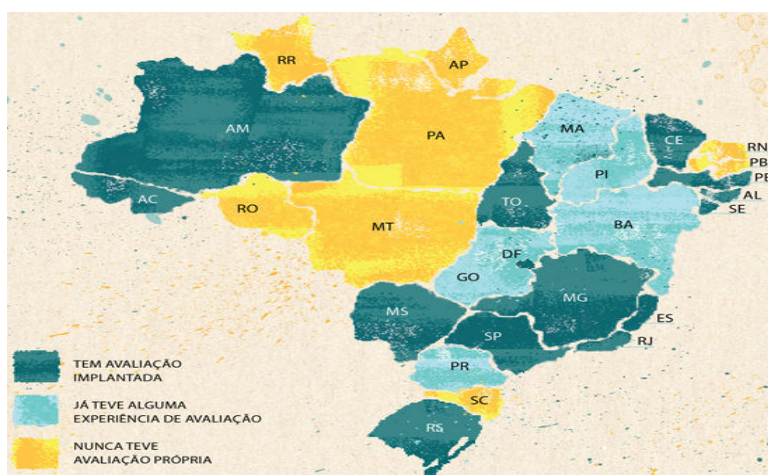 RR
AP
AM
PA
MA
CE
RN
PB
PE
PI
AC
TO
AL
SE
RO
MT
BA
DF
GO
MG
MS
ES
SP
RJ
PR
SC
RS
TEM AVALIAÇÃO
IMPLANTADA
JÁ TEVE ALGUMA
EXPERIÊNCIA DE AVALIAÇÃO
NUNCA TEVE
AVALIAÇÃO PRÓPRIA